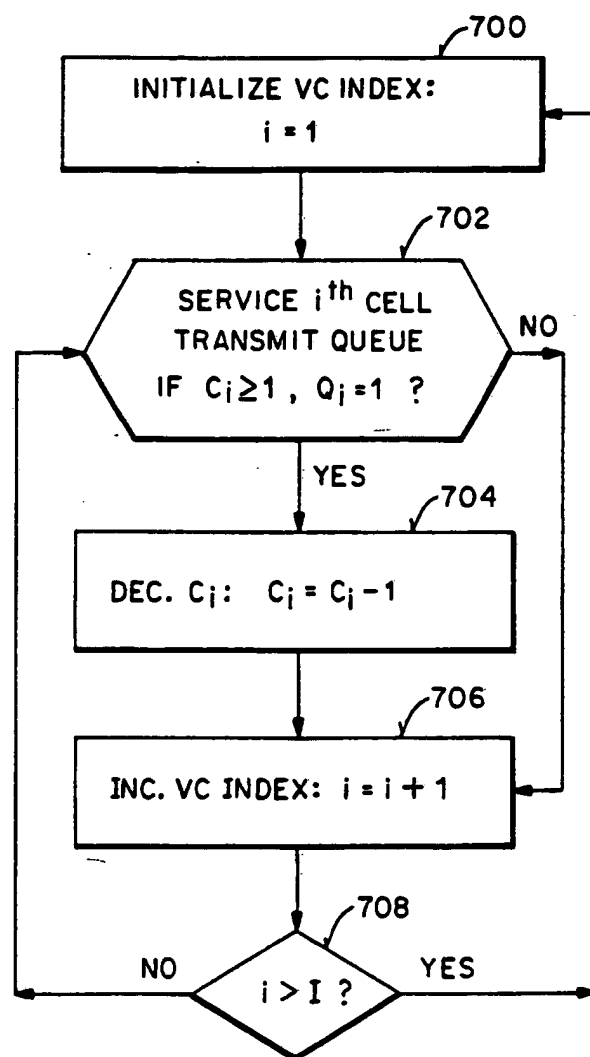 700
INITIALIZE VC INDEX:
i = 1
702
SERVICE iᵗʰ CELL
TRANSMIT QUEUE
IF Cᵢ ≥ 1 , Qᵢ = 1 ?
NO
YES
704
DEC. Cᵢ: Cᵢ = Cᵢ - 1
706
INC. VC INDEX: i = i + 1
708
NO
i > I ?
YES